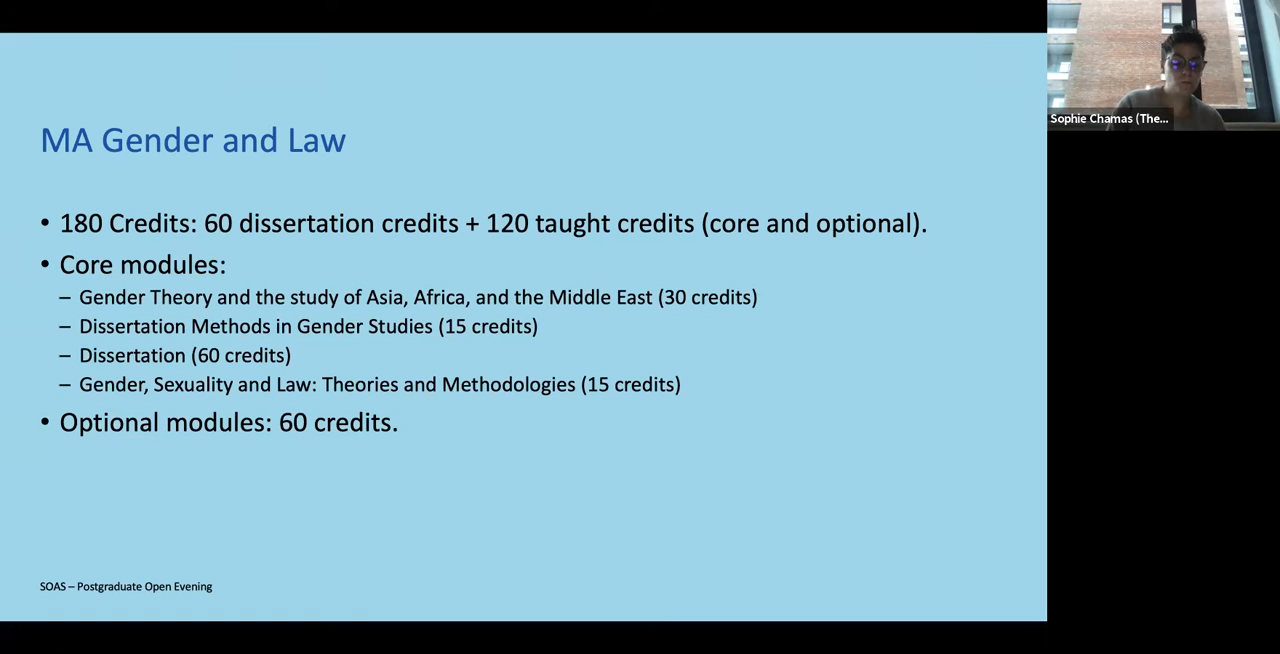 MA Gender and Law
• 180 Credits: 60 dissertation credits + 120 taught credits (core and optional).
• Core modules:
– Gender Theory and the study of Asia, Africa, and the Middle East (30 credits)
– Dissertation Methods in Gender Studies (15 credits)
– Dissertation (60 credits)
– Gender, Sexuality and Law: Theories and Methodologies (15 credits)
• Optional modules: 60 credits.
SOAS – Postgraduate Open Evening
Sophie Chamas (The...